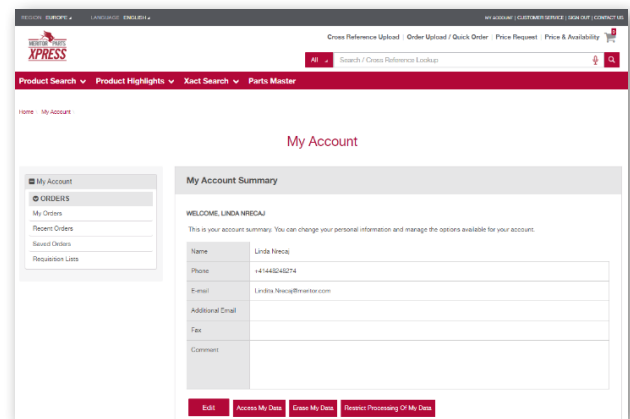 REGION EUROPE LANGUAGE ENGLISH MY ACCOUNT | CUSTOMER SERVICE | SIGN OUT | CONTACT US
MERITOR PARTS
XPRESS
Cross Reference Upload | Order Upload / Quick Order | Price Request | Price & Availability
All Search / Cross Reference Lookup
Product Search Product Highlights Xact Search Parts Master
Home My Account
My Account
My Account
ORDERS
My Orders
Recent Orders
Saved Orders
Requisition Lists
My Account Summary
WELCOME, LINDA NRECAJ
This is your account summary. You can change your personal information and manage the options available for your account.
Name Linda Nrecaj
Phone +41448248274
E-mail Lindita.Nrecaj@meritor.com
Additional Email
Fax
Comment
Edit Access My Data Erase My Data Restrict Processing Of My Data